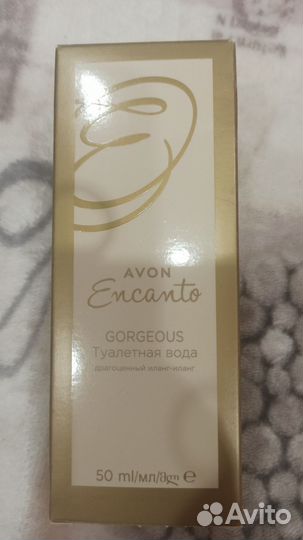 AVON
Encanto
GORGEOUS
Туалетная вода
драгоценный иланг-иланг
50 ml/мл/მლ e
Avito